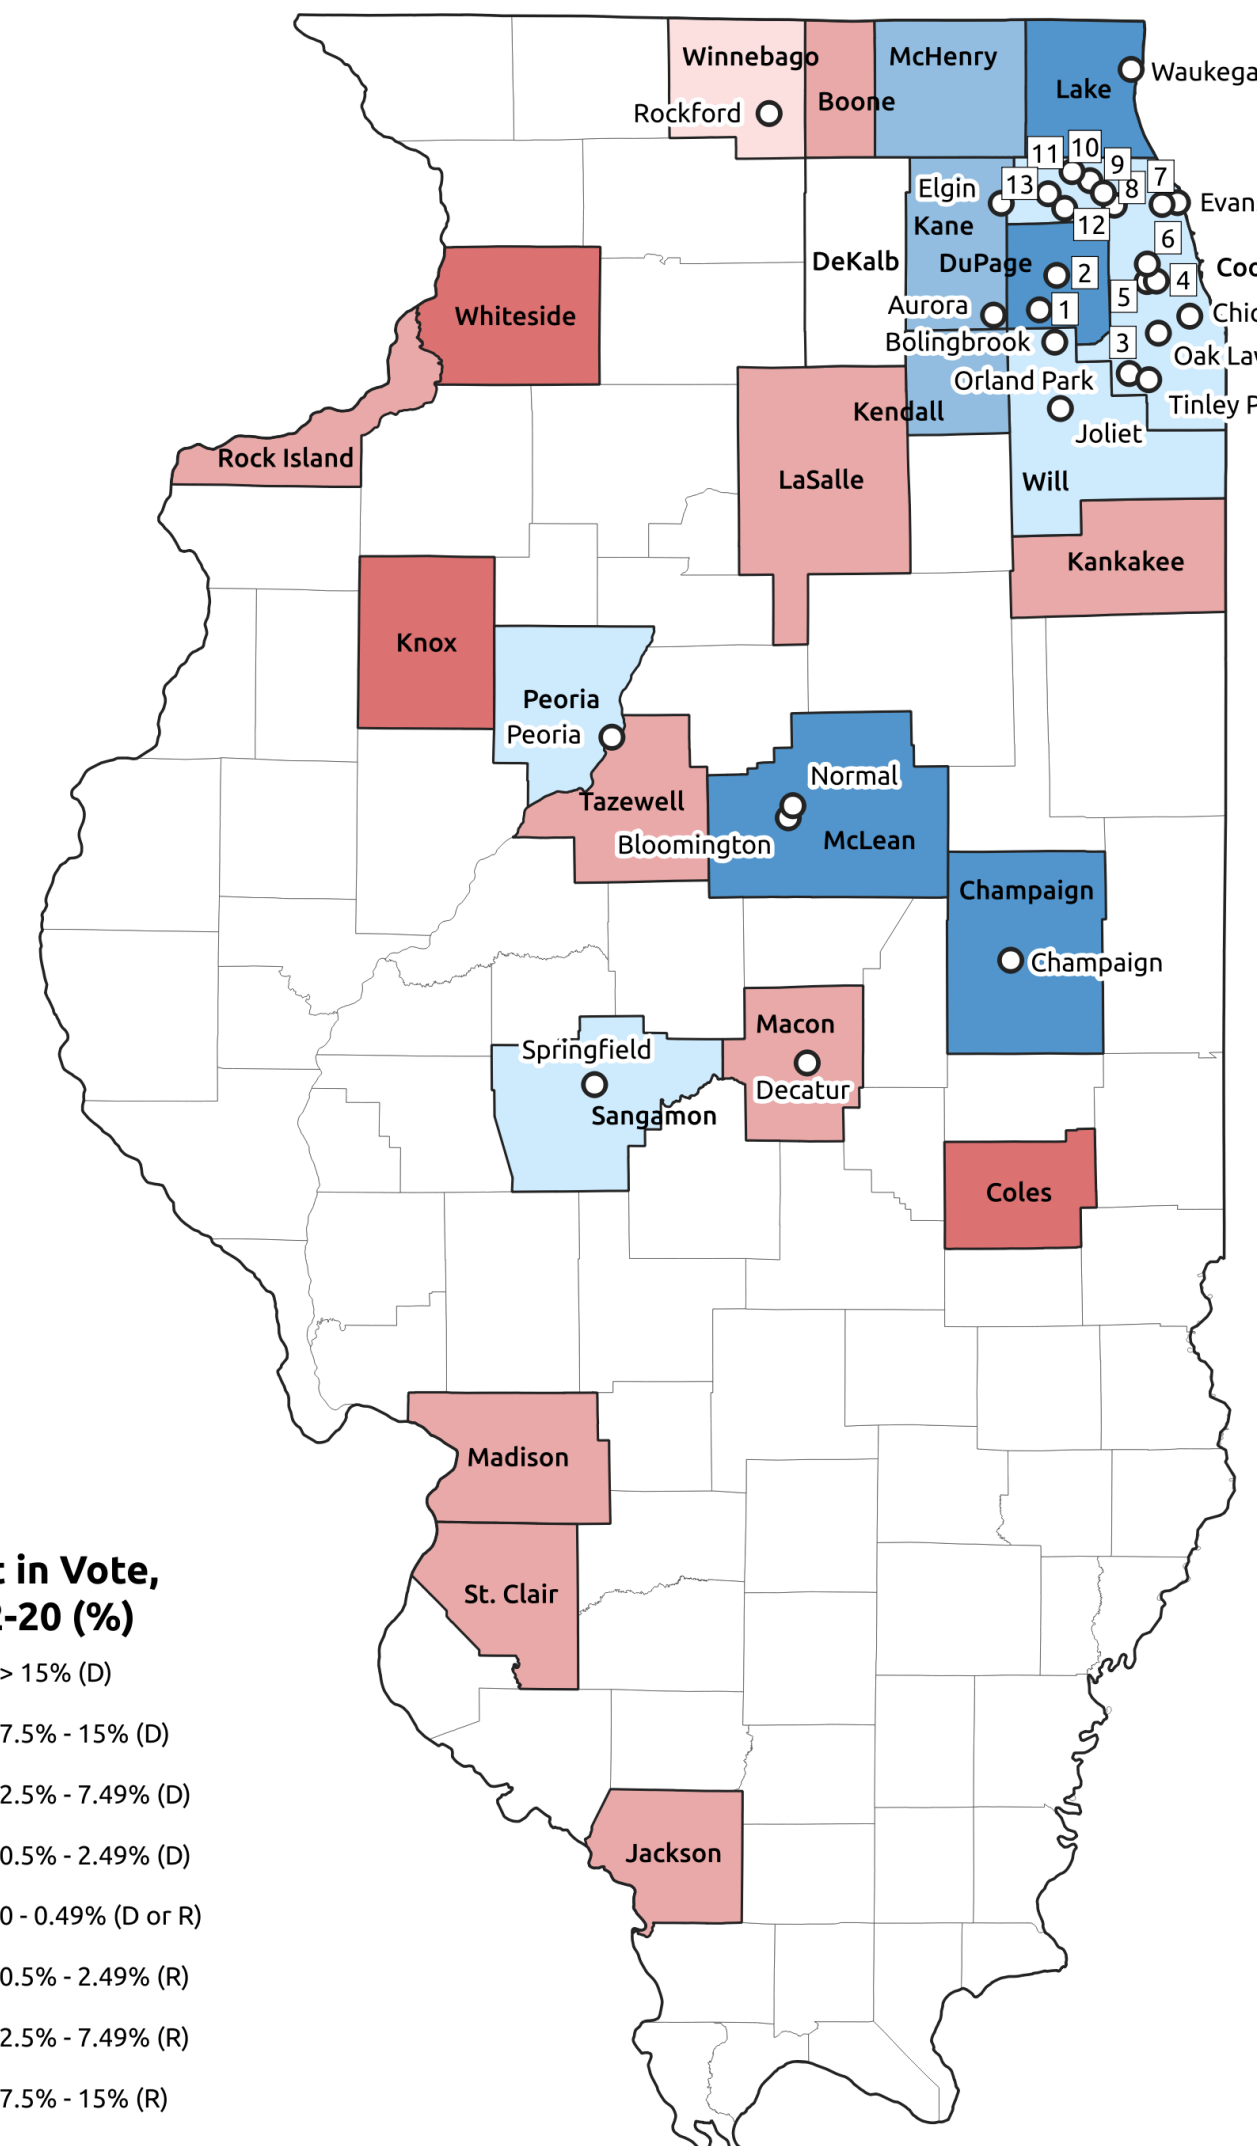 Winnebago
McHenry
Lake
Waukega
Boone
Rockford
11
10
9
7
8
13
Elgin
Evan
Kane
12
6
DeKalb
DuPage
Coo
2
4
5
Aurora
1
Chic
Bolingbrook
3
Oak Law
Orland Park
Tinley P
Kendall
Joliet
Whiteside
Rock Island
LaSalle
Will
Kankakee
Knox
Peoria
Peoria
Normal
Tazewell
Bloomington
McLean
Champaign
Champaign
Macon
Springfield
Decatur
Sangamon
Coles
Madison
St. Clair
Jackson
t in Vote,
2-20 (%)
> 15% (D)
7.5% - 15% (D)
2.5% - 7.49% (D)
0.5% - 2.49% (D)
0 - 0.49% (D or R)
0.5% - 2.49% (R)
2.5% - 7.49% (R)
7.5% - 15% (R)